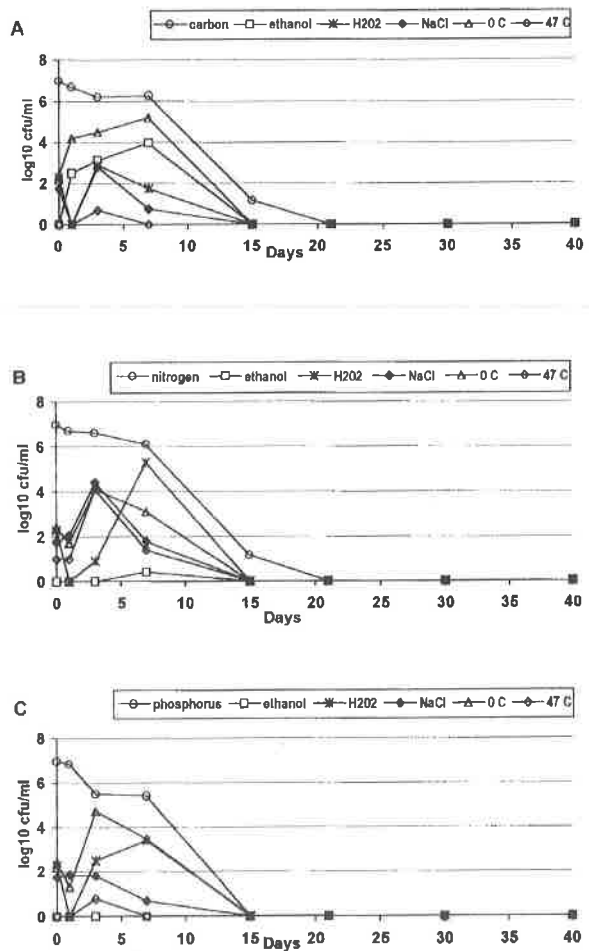 A
carbon ethanol H202 NaCl 0 C 47 C
log10 cfu/ml
8
6
4
2
0
0 5 10 15 20 25 30 35 40
Days
B
nitrogen ethanol H202 NaCl 0 C 47 C
log10 cfu/ml
8
6
4
2
0
0 5 10 15 20 25 30 35 40
Days
C
phosphorus ethanol H202 NaCl 0 C 47 C
log10 cfu/ml
8
6
4
2
0
0 5 10 15 20 25 30 35 40
Days